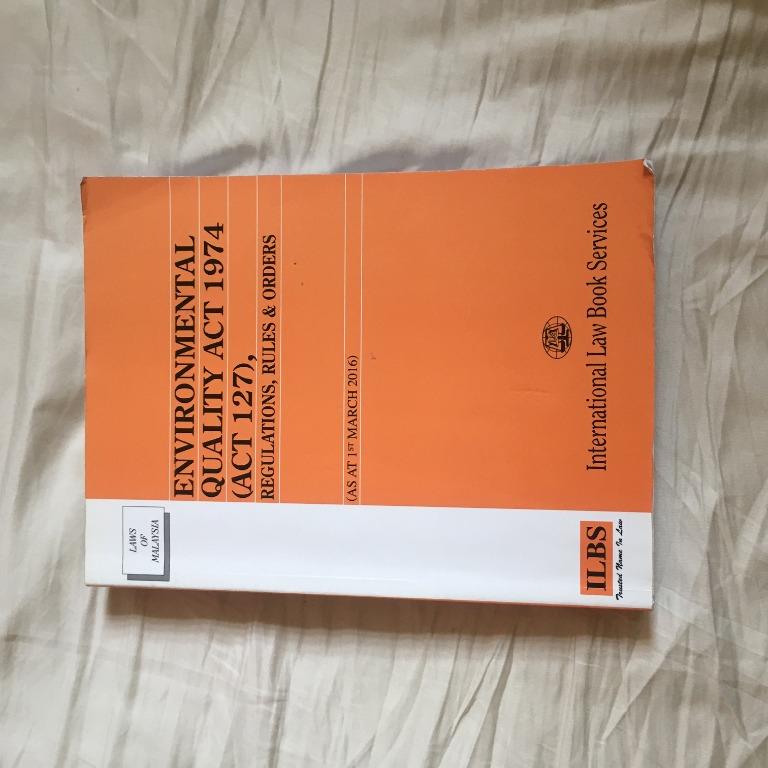 LAWS
OF
MALAYSIA
ENVIRONMENTAL
QUALITY ACT 1974
(ACT 127),
REGULATIONS, RULES & ORDERS
(AS AT 1ST MARCH 2016)
ILBS
Trusted Name In Law
International Law Book Services